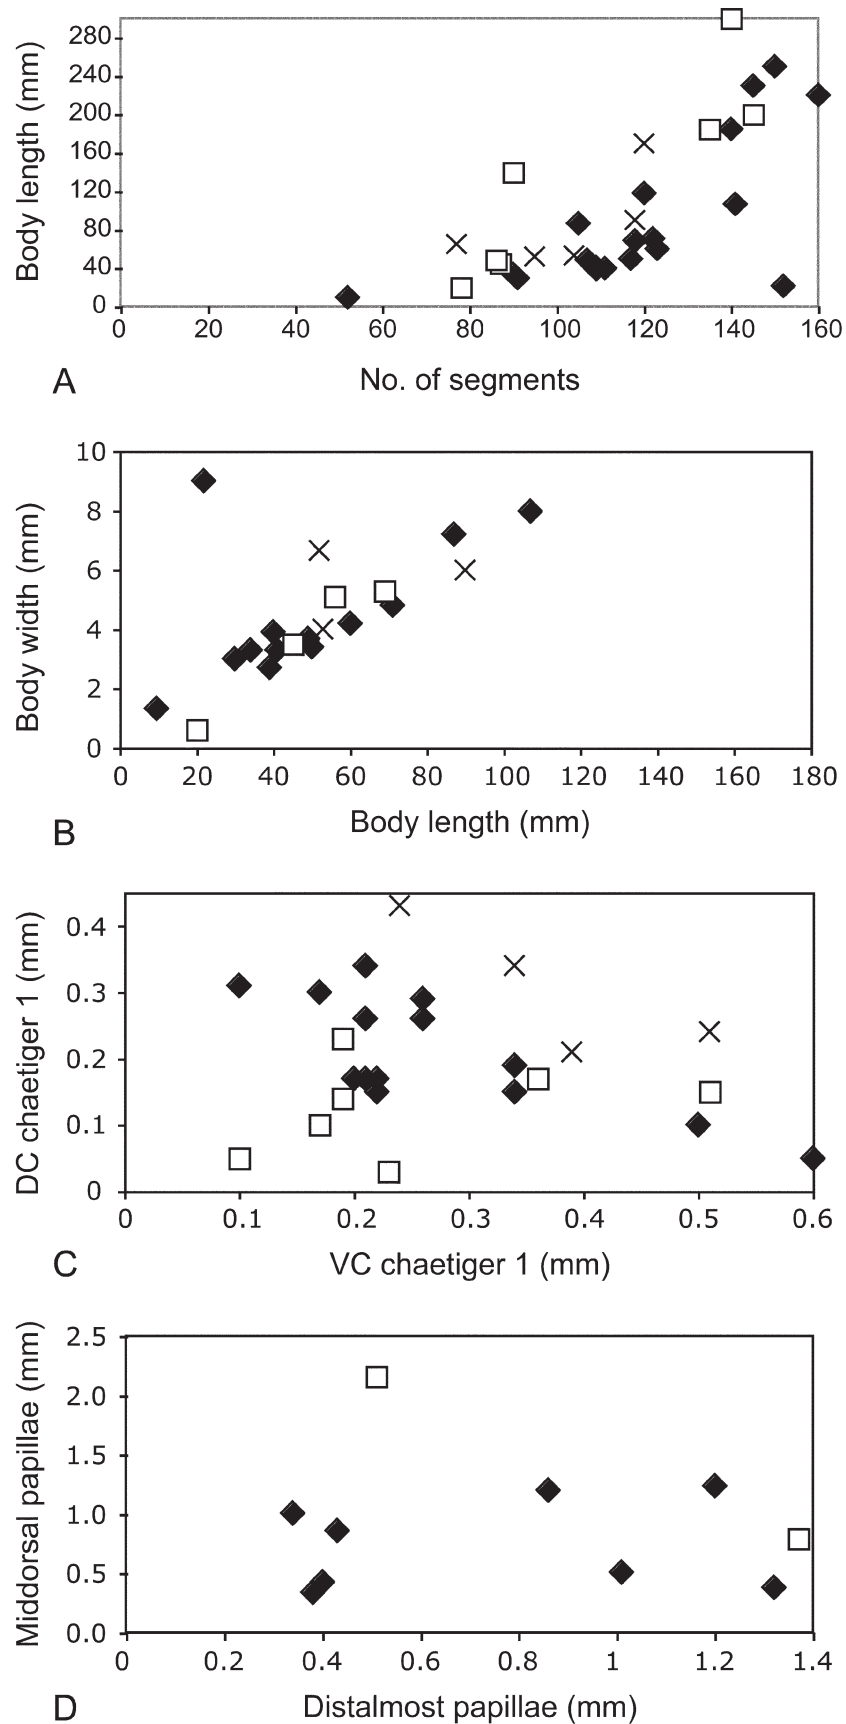 Body length (mm)
280
240
200
160
120
80
40
0
0 20 40 60 80 100 120 140 160
A No. of segments
Body width (mm)
10
8
6
4
2
0
0 20 40 60 80 100 120 140 160 180
B Body length (mm)
DC chaetiger 1 (mm)
0.4
0.3
0.2
0.1
0
0 0.1 0.2 0.3 0.4 0.5 0.6
C VC chaetiger 1 (mm)
Middorsal papillae (mm)
2.5
2.0
1.5
1.0
0.5
0.0
0 0.2 0.4 0.6 0.8 1 1.2 1.4
D Distalmost papillae (mm)